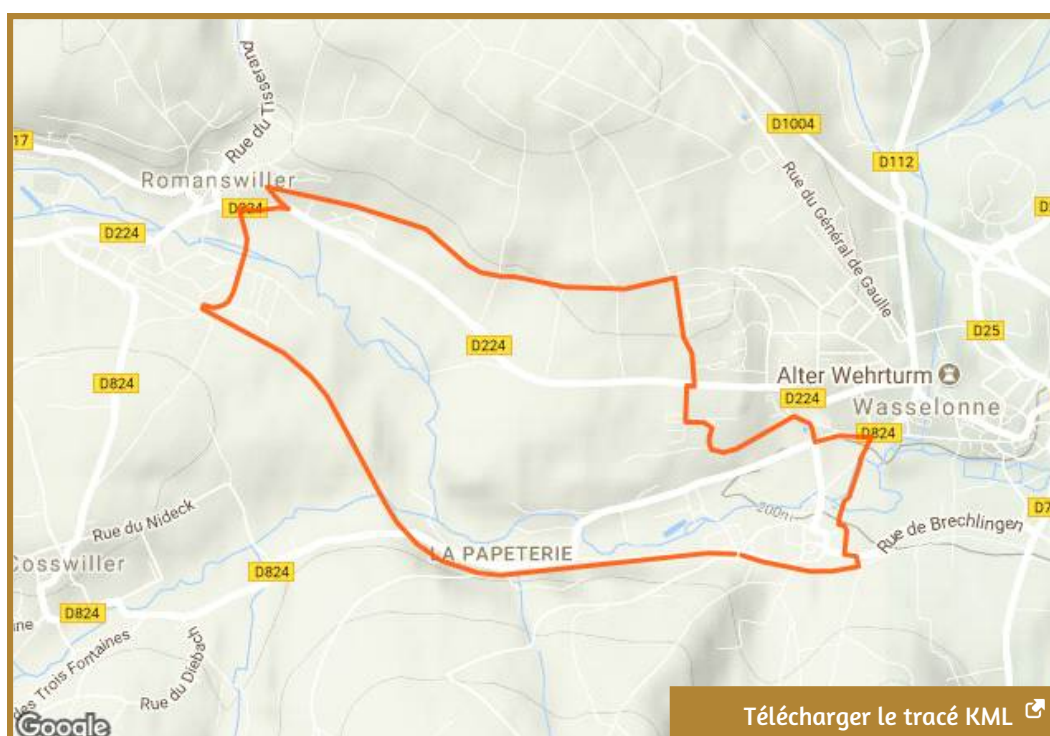 Rue du Tisserand
D1004
17
D112
Romanswiller
Rue du Général de Gaulle
D224
D224
D25
D224
D824
Alter Wehrturm
D224
Wasselonne
D824
200m
Rue du Nideck
Rue de Brechlingen
LA PAPETERIE
Cosswiller
D824
D824
des Trois Fontaines
Rue du Diebach
Télécharger le tracé KML
Google